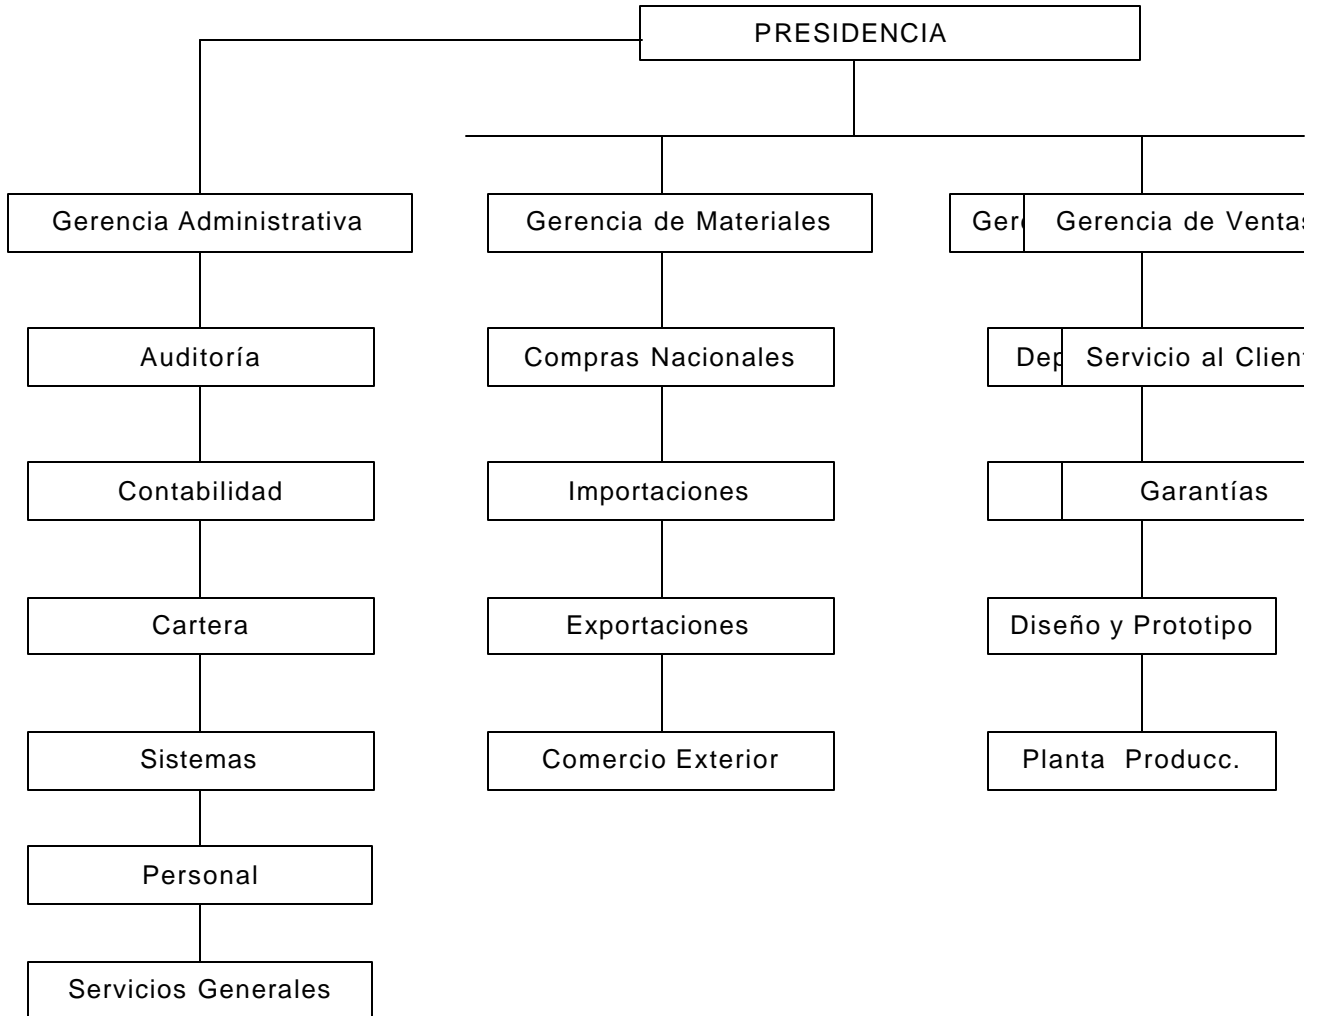 PRESIDENCIA
Gerencia Administrativa
Gerencia de Materiales
Gerencia de Ventas
Auditoría
Compras Nacionales
Servicio al
Contabilidad
Importaciones
Garantías
Cartera
Exportaciones
Diseño y Prototipo
Sistemas
Comercio Exterior
Planta Producc.
Personal
Servicios Generales